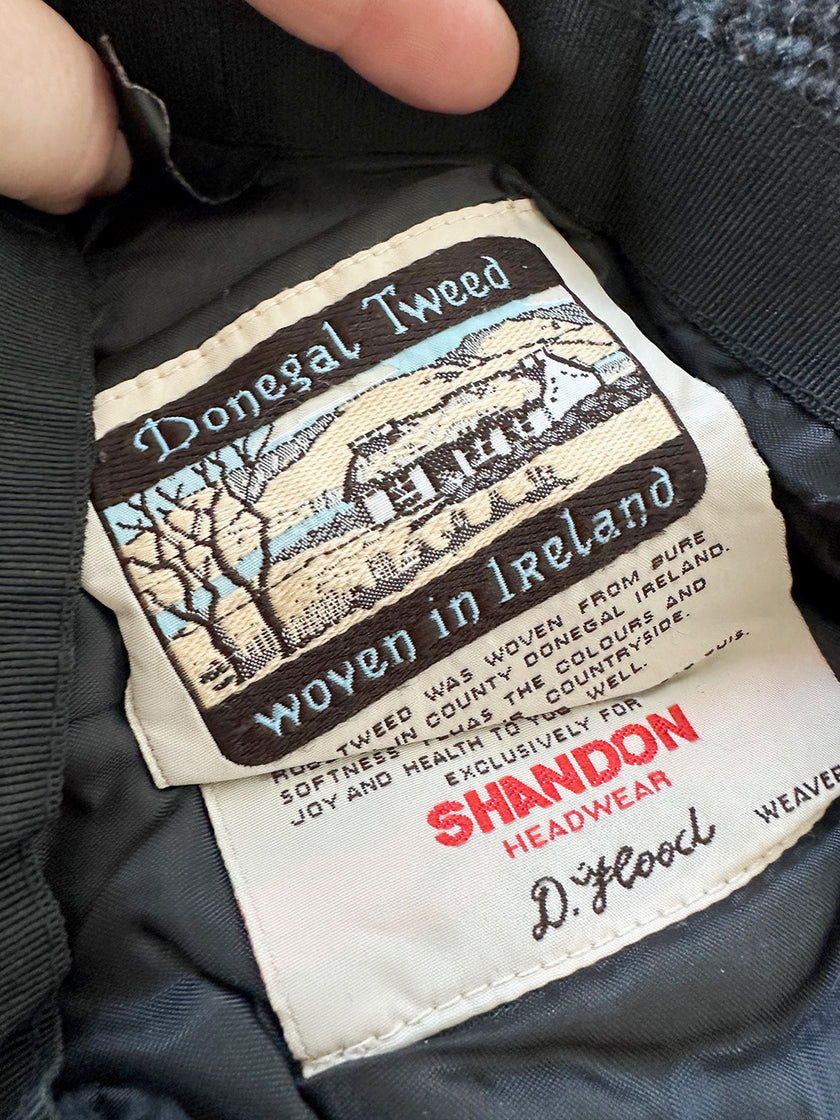 Donegal Tweed
woven in Ireland
TWEED WAS WOVEN FROM PURE
IN COUNTY DONEGAL IRELAND.
SOFTNESS HAS THE COLOURS AND
COUNTRYSIDE.
JOY AND HEALTH TO YOU WELL.
EXCLUSIVELY FOR
SHANDON
HEADWEAR
D. Flood WEAVER